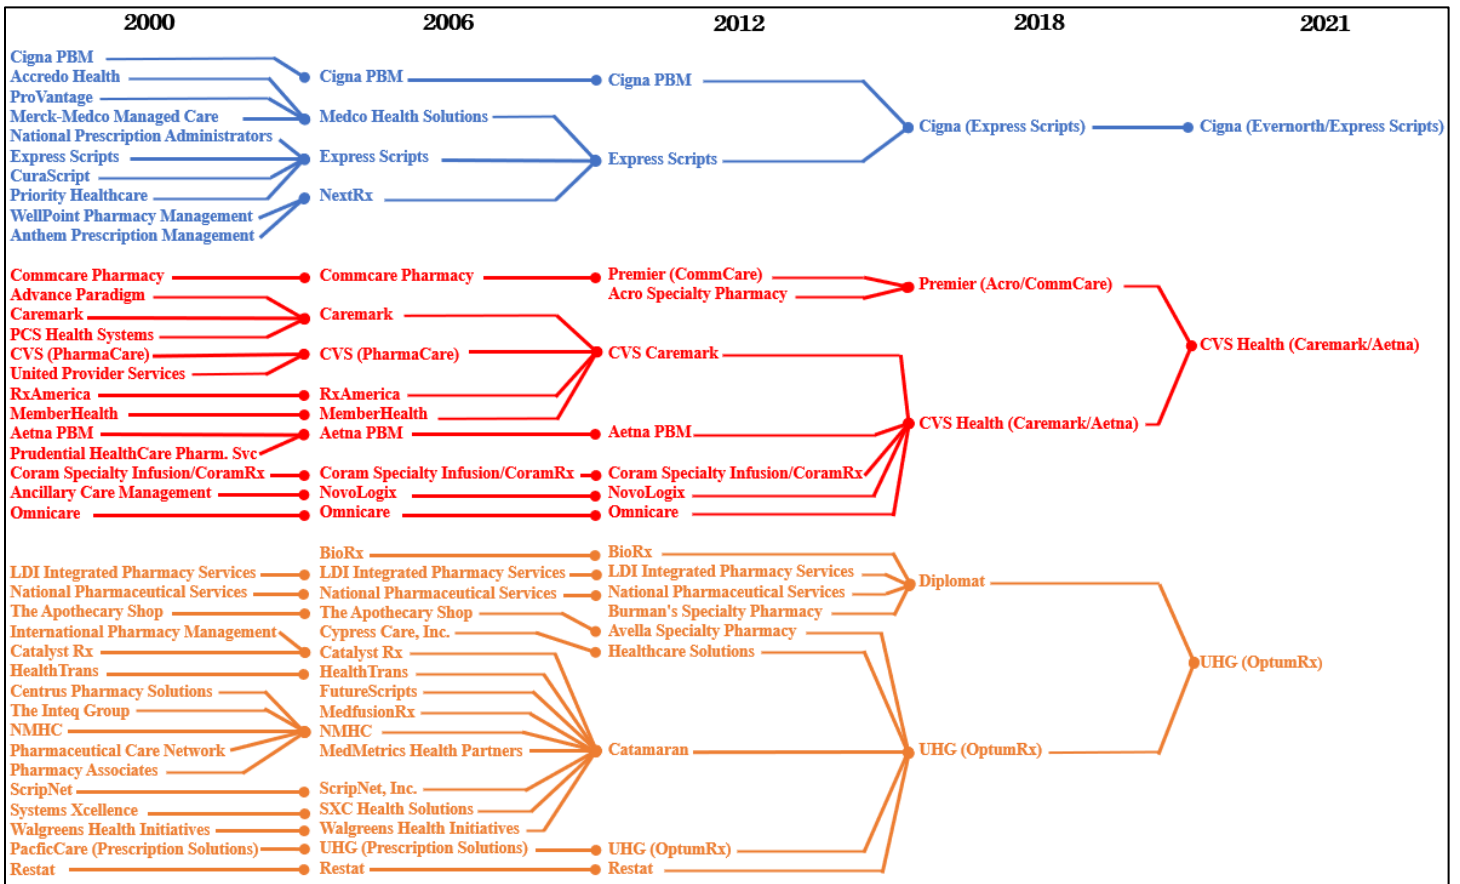 2000 2006 2012 2018 2021
Cigna PBM
Accredo Health Cigna PBM Cigna PBM
ProVantage
Merck-Medco Managed Care Medco Health Solutions Cigna (Express Scripts) Cigna (Evernorth/Express Scripts)
National Prescription Administrators
Express Scripts Express Scripts Express Scripts
CuraScript
Priority Healthcare NextRx
WellPoint Pharmacy Management
Anthem Prescription Management
Commcare Pharmacy Commcare Pharmacy Premier (CommCare) Premier (Acro/CommCare)
Advance Paradigm Acro Specialty Pharmacy
Caremark Caremark
PCS Health Systems
CVS (PharmaCare) CVS (PharmaCare) CVS Caremark CVS Health (Caremark/Aetna)
United Provider Services
RxAmerica RxAmerica
MemberHealth MemberHealth CVS Health (Caremark/Aetna)
Aetna PBM Aetna PBM Aetna PBM
Prudential HealthCare Pharm. Svc
Coram Specialty Infusion/CoramRx Coram Specialty Infusion/CoramRx Coram Specialty Infusion/CoramRx
Ancillary Care Management NovoLogix NovoLogix
Omnicare Omnicare Omnicare
BioRx BioRx
LDI Integrated Pharmacy Services LDI Integrated Pharmacy Services LDI Integrated Pharmacy Services Diplomat
National Pharmaceutical Services National Pharmaceutical Services National Pharmaceutical Services
The Apothecary Shop The Apothecary Shop Burman's Specialty Pharmacy
International Pharmacy Management Cypress Care, Inc. Avella Specialty Pharmacy
Catalyst Rx Catalyst Rx Healthcare Solutions UHG (OptumRx)
HealthTrans HealthTrans
Centrus Pharmacy Solutions FutureScripts
The Inteq Group MedfusionRx
NMHC NMHC
Pharmaceutical Care Network MedMetrics Health Partners Catamaran UHG (OptumRx)
Pharmacy Associates
ScripNet ScripNet, Inc.
Systems Xcellence SXC Health Solutions
Walgreens Health Initiatives Walgreens Health Initiatives
PacficCare (Prescription Solutions) UHG (Prescription Solutions) UHG (OptumRx)
Restat Restat Restat